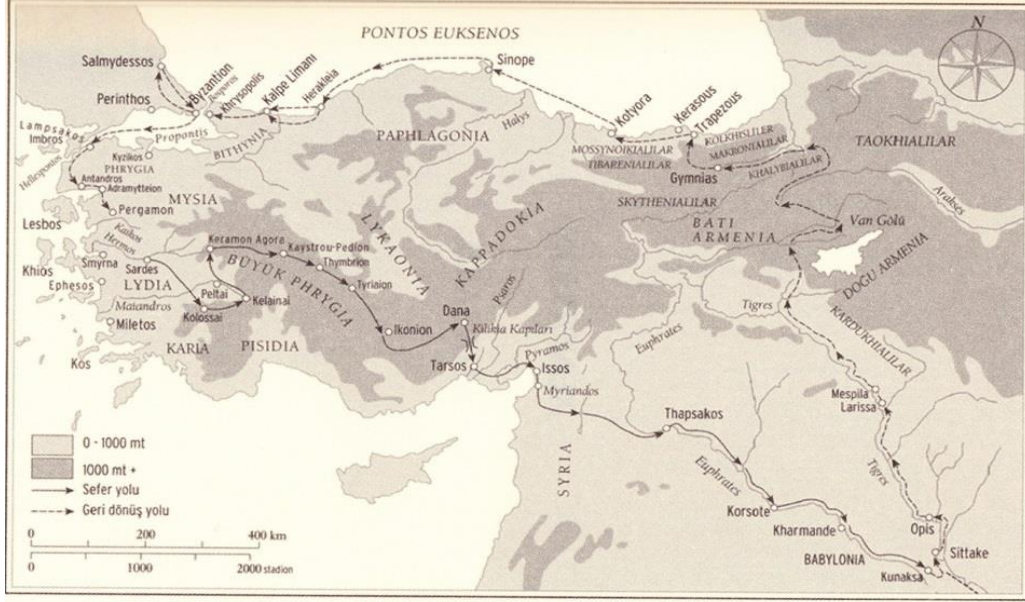 PONTOS EUKSENOS
N
Salmydessos
Byzantion
Bosporos
Khrysopolis
Kalpe Limanı
Herakleia
Sinope
Perinthos
Lampsakos
Imbros
Propontis
BITHYNIA
PAPHLAGONIA
Halys
Kotyora
Kerasous
Trapezous
KOLKHISLILER
MAKRONIALILAR
MOSSYNOIKIALILAR
TIBARENIALILAR
KHALYBIALILAR
TAOKHIALILAR
Hellespontos
Kyzikos
PHRYGIA
Antandros
Adramytteion
Gymnias
MYSIA
Pergamon
SKYTHENIALILAR
Arakses
Lesbos
LYKAONIA
KAPPADOKIA
BATI
ARMENIA
Van Gölü
Kaikos
Hermos
Keramon Agora
Kaystrou-Pedion
BÜYÜK PHRYGIA
Thymbrion
DOGU ARMENIA
Smyrna
Sardes
Khios
Ephesos
LYDIA
Peltai
Kelainai
Tyriaion
Psaros
Maiandros
Kolossai
Dana
Tigres
KARDUKHIALILAR
Miletos
Ikonion
Kilikia Kapıları
Euphrates
KARIA
PISIDIA
Pyramos
Kos
Tarsos
Issos
Myriandos
Mespila
Larissa
Thapsakos
SYRIA
Euphrates
Tigres
0 - 1000 mt
1000 mt +
Sefer yolu
Geri dönüş yolu
Korsote
Kharmande
Opis
Sittake
BABYLONIA
Kunaksa
0 200 400 km
0 1000 2000 stadion